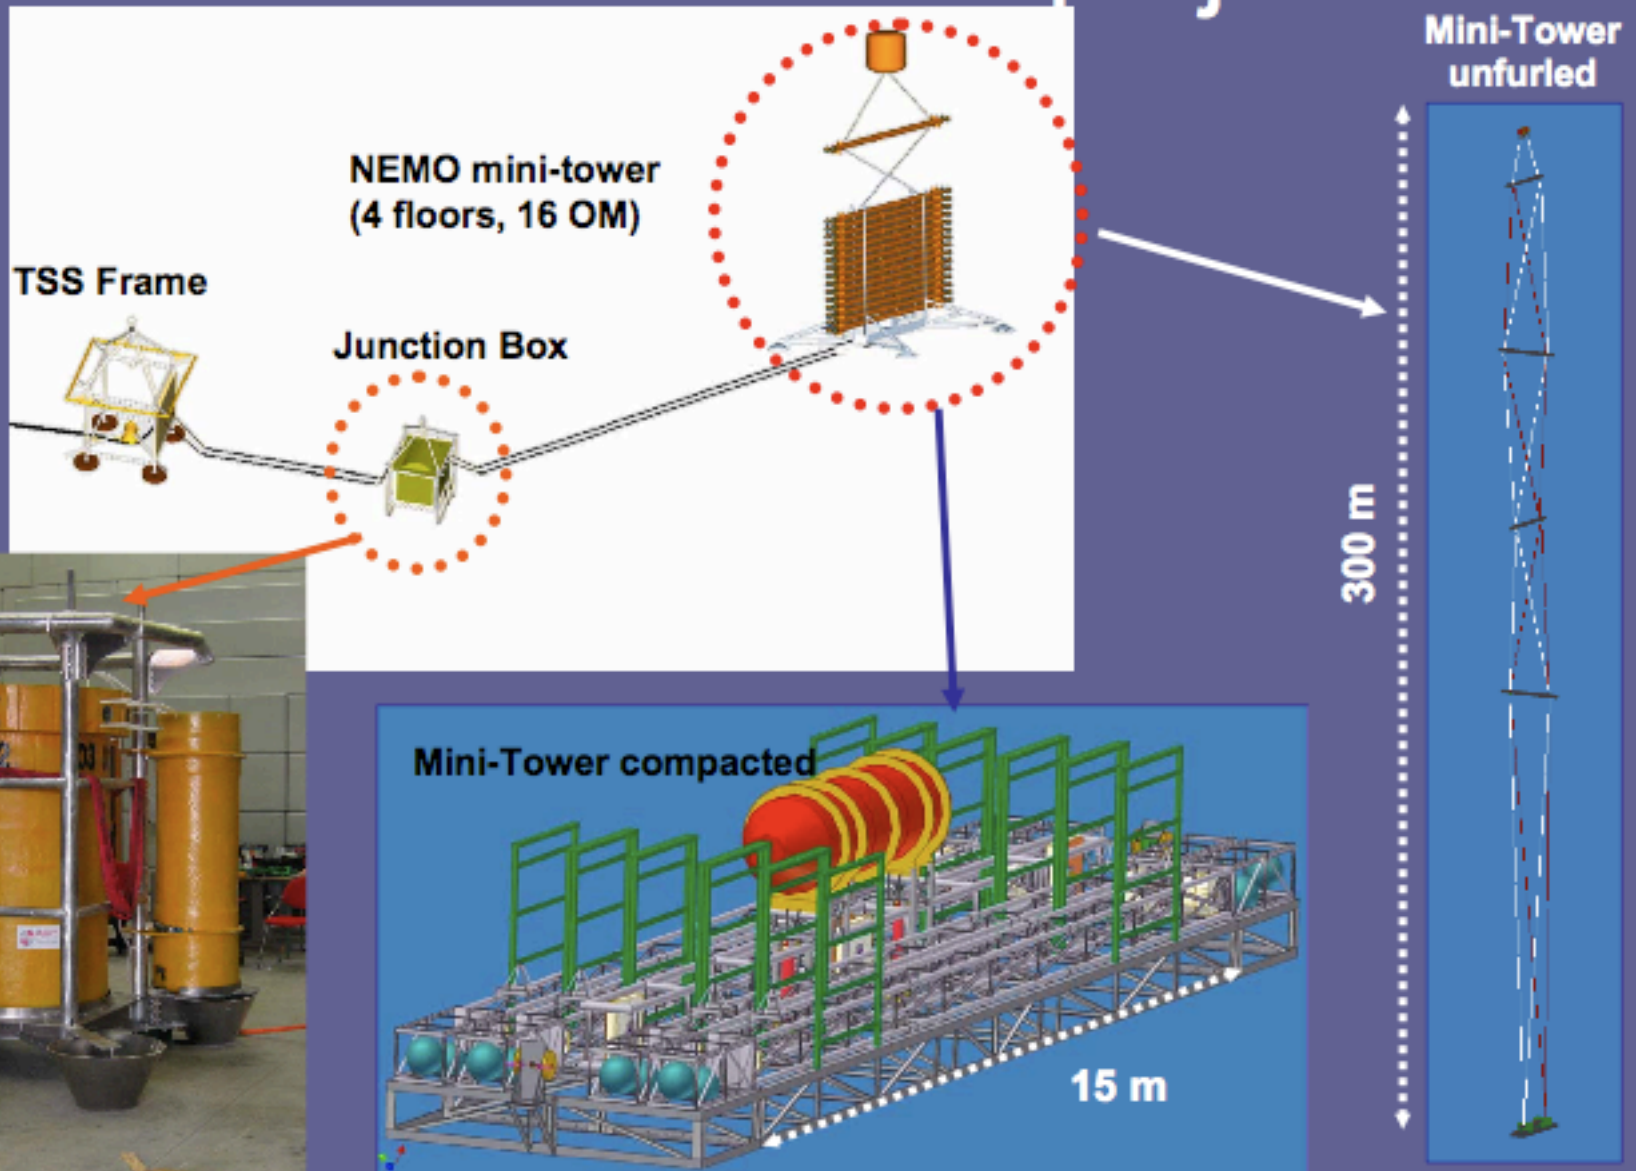 Mini-Tower
unfurled
NEMO mini-tower
(4 floors, 16 OM)
TSS Frame
Junction Box
300 m
Mini-Tower compacted
15 m